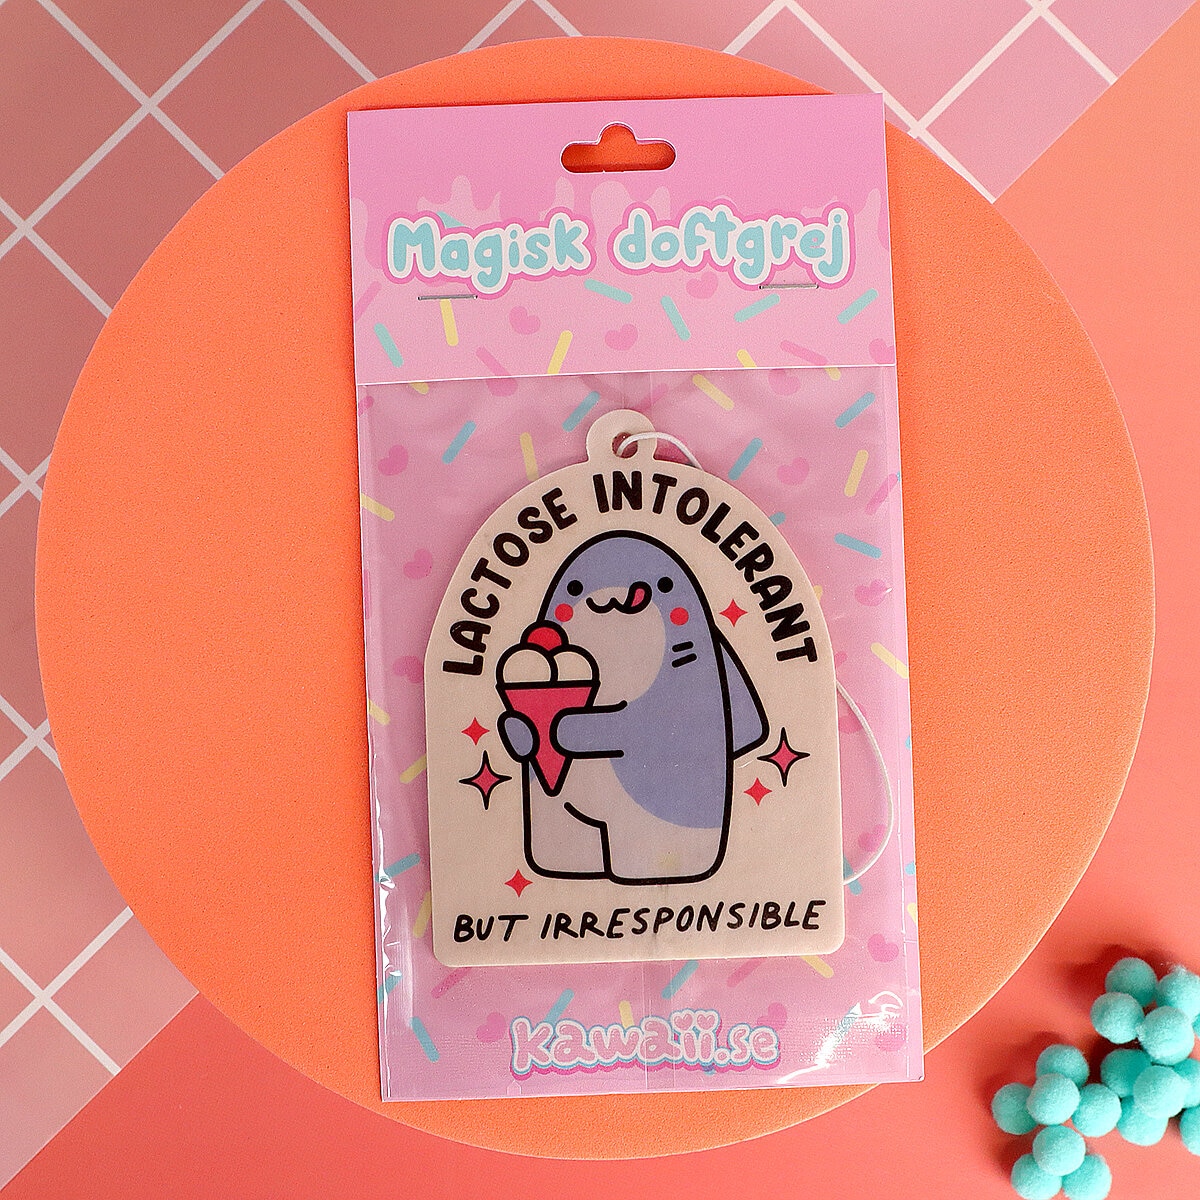 Magisk doftgrej
LACTOSE INTOLERANT
BUT IRRESPONSIBLE
kawaii.se